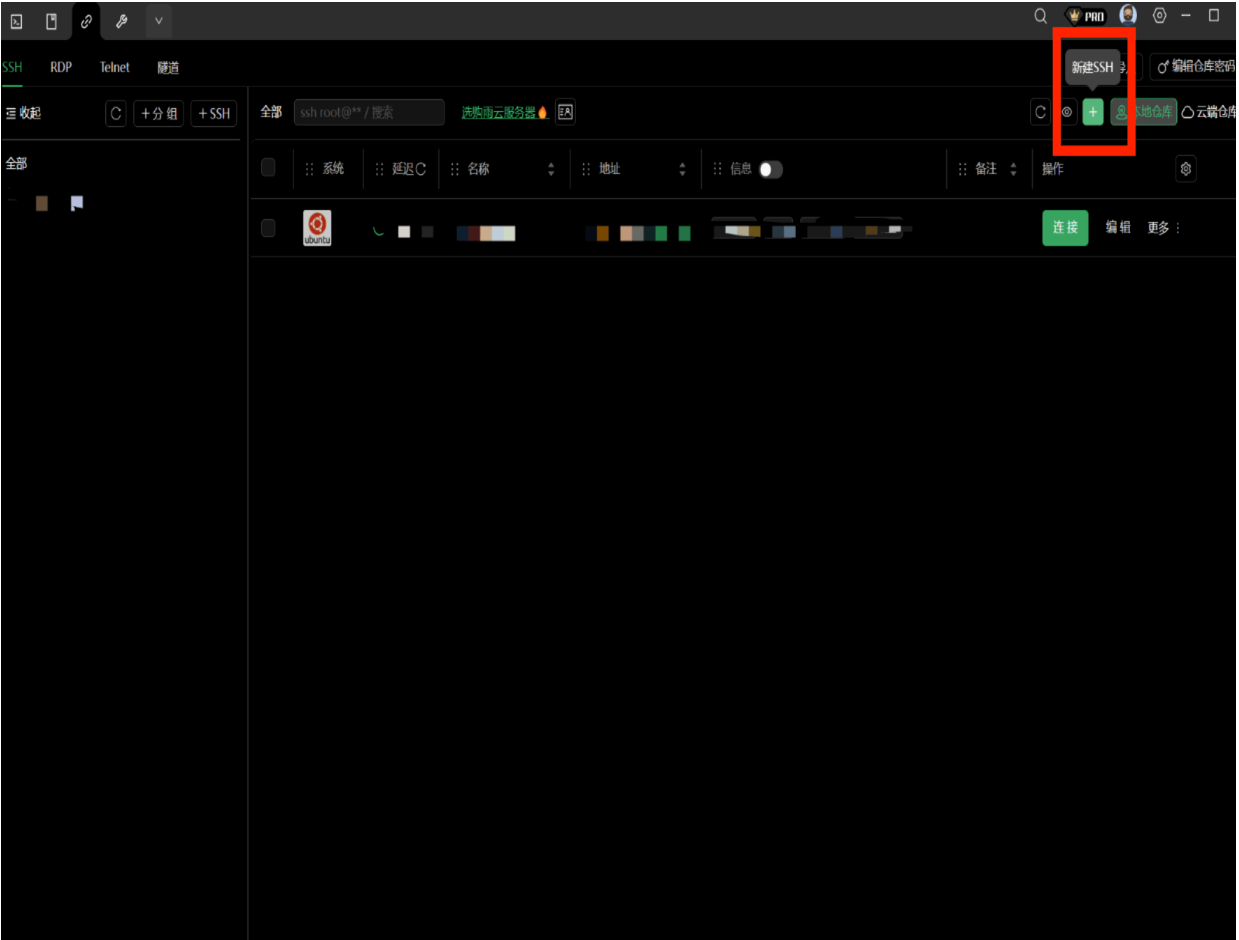 PRO
SSH RDP Telnet 隧道 新建SSH 编辑仓库密码
收起 +分组 +SSH 全部 ssh root@** / 搜索 选购雨云服务器 + 本地仓库 云端仓库
全部 系统 延迟 名称 地址 信息 备注 操作
ubuntu 连接 编辑 更多